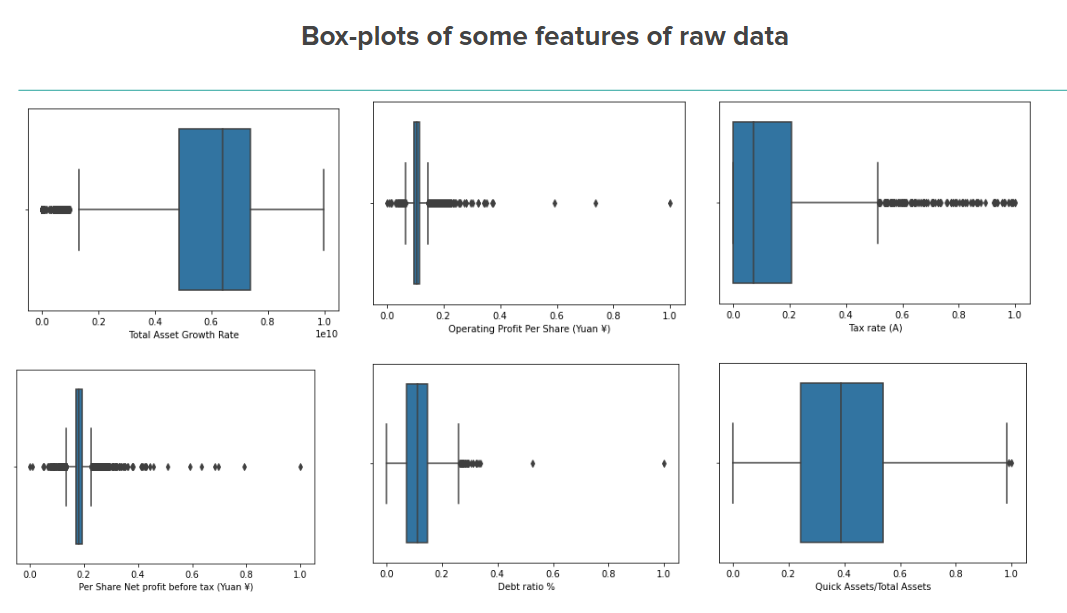 Box-plots of some features of raw data
0.0 0.2 0.4 0.6 0.8 1.0
1e10
Total Asset Growth Rate
0.0 0.2 0.4 0.6 0.8 1.0
Operating Profit Per Share (Yuan ¥)
0.0 0.2 0.4 0.6 0.8 1.0
Tax rate (A)
0.0 0.2 0.4 0.6 0.8 1.0
Per Share Net profit before tax (Yuan ¥)
0.0 0.2 0.4 0.6 0.8 1.0
Debt ratio %
0.0 0.2 0.4 0.6 0.8 1.0
Quick Assets/Total Assets